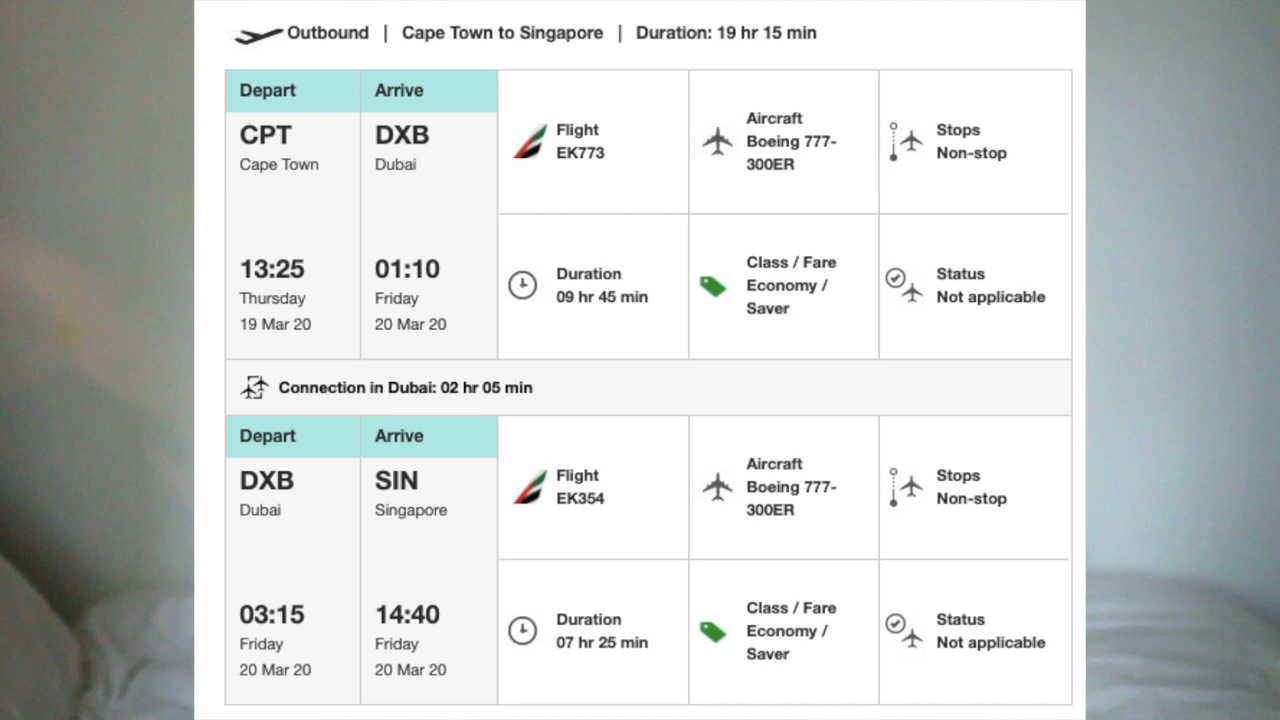 Outbound | Cape Town to Singapore | Duration: 19 hr 15 min
Depart
Arrive
CPT
Cape Town
DXB
Dubai
13:25
Thursday
19 Mar 20
01:10
Friday
20 Mar 20
Flight
EK773
Aircraft
Boeing 777-
300ER
Stops
Non-stop
Duration
09 hr 45 min
Class / Fare
Economy /
Saver
Status
Not applicable
Connection in Dubai: 02 hr 05 min
Depart
Arrive
DXB
Dubai
SIN
Singapore
03:15
Friday
20 Mar 20
14:40
Friday
20 Mar 20
Flight
EK354
Aircraft
Boeing 777-
300ER
Stops
Non-stop
Duration
07 hr 25 min
Class / Fare
Economy /
Saver
Status
Not applicable